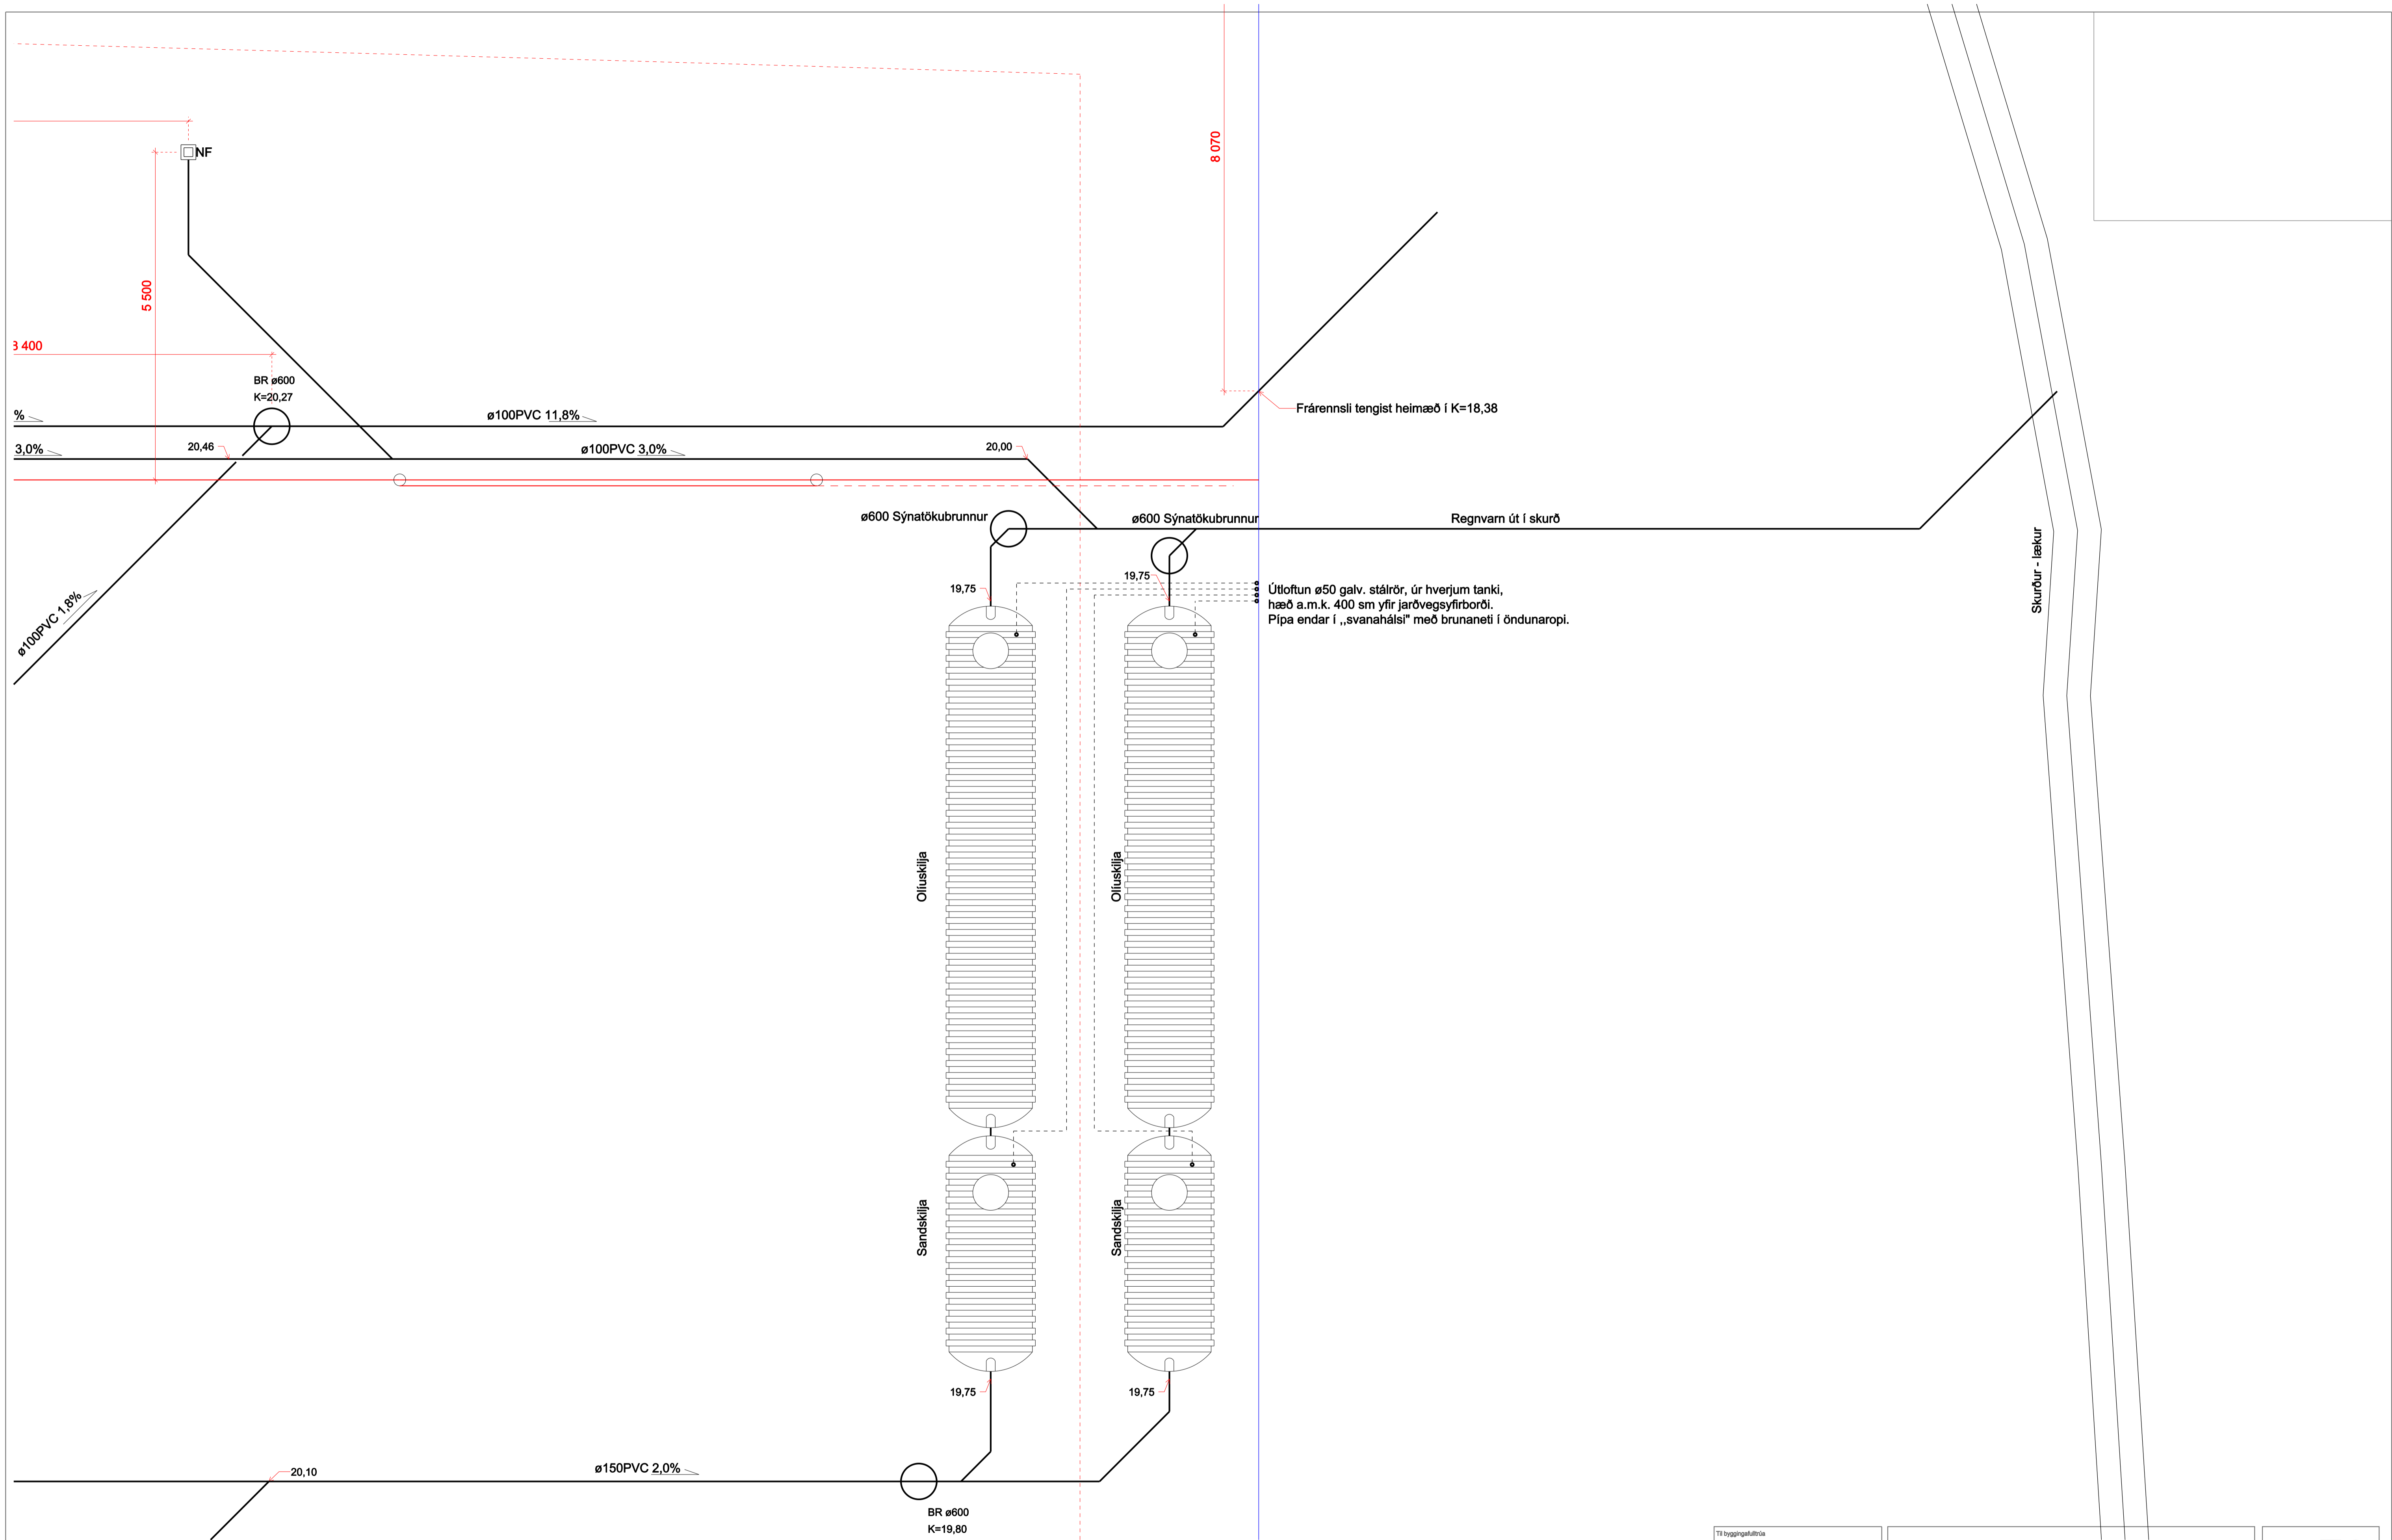 8 070
NF
5 500
3 400
BR ø600
K=20,27
%
ø100PVC 11,8%
Frárennsli tengist heimæð í K=18,38
3,0%
20,46
ø100PVC 3,0%
20,00
ø600 Sýnatökubrunnur
ø600 Sýnatökubrunnur
Regnvarn út í skurð
Skurður - lækur
19,75
19,75
Útloftun ø50 galv. stálrör, úr hverjum tanki,
hæð a.m.k. 400 sm yfir jarðvegsyfirborði.
Pípa endar í ,,svanahálsi" með brunaneti í öndunaropi.
ø100PVC 1,8%
Olíuskilja
Olíuskilja
Sandskilja
Sandskilja
19,75
19,75
20,10
ø150PVC 2,0%
BR ø600
K=19,80
Til byggingafulltrúa